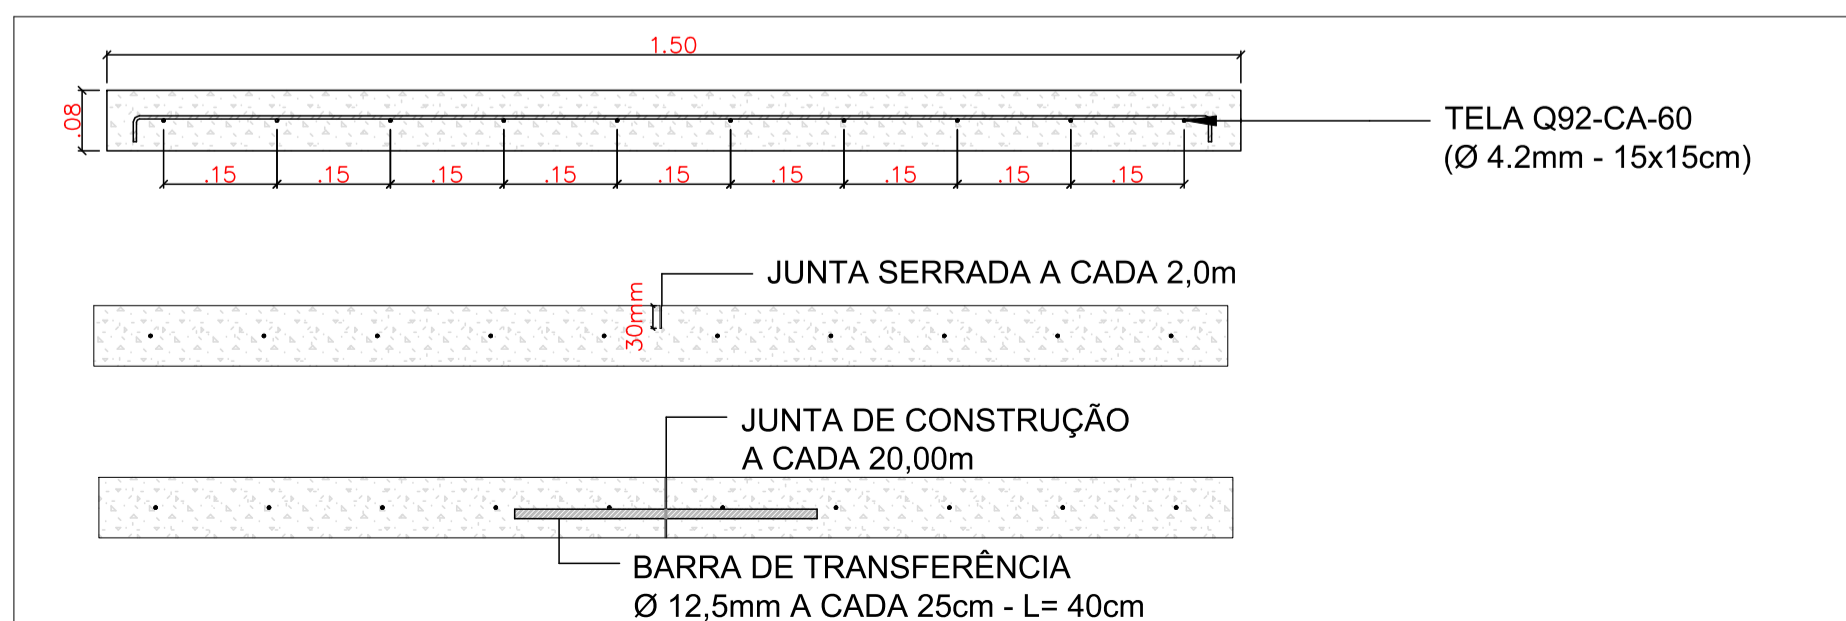 1.50
.08
TELA Q92-CA-60
(Ø 4.2mm - 15x15cm)
.15 .15 .15 .15 .15 .15 .15 .15 .15
JUNTA SERRADA A CADA 2,0m
30mm
JUNTA DE CONSTRUÇÃO
A CADA 20,00m
BARRA DE TRANSFERÊNCIA
Ø 12,5mm A CADA 25cm - L= 40cm